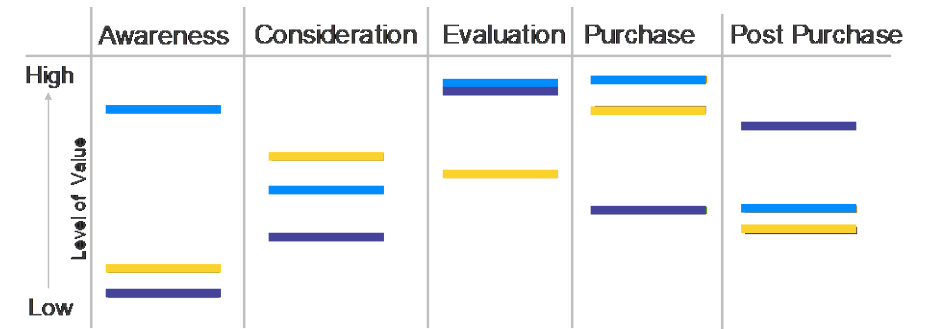 Awareness
Consideration
Evaluation
Purchase
Post Purchase
High
Level of Value
Low